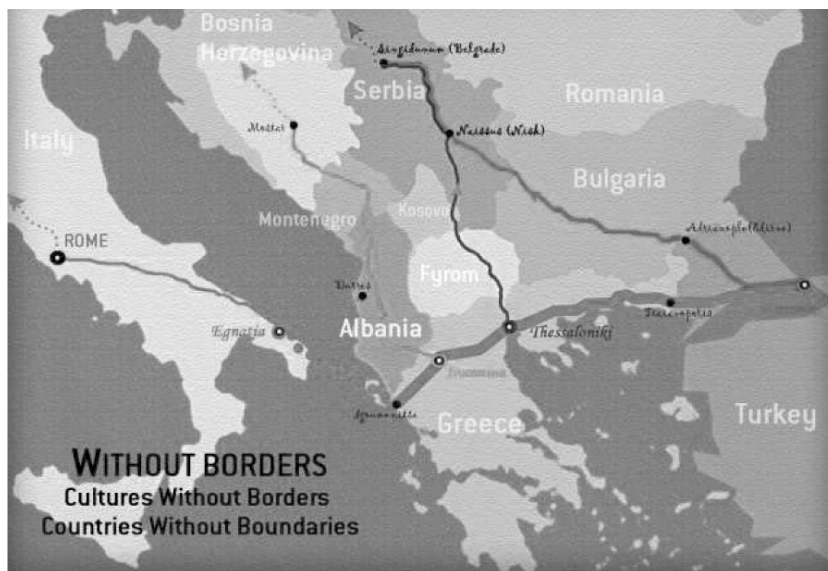 Bosnia
Herzegovina
Singidunum (Belgrade)
Serbia
Romania
Mostar
Naissus (Nish)
Italy
Bulgaria
Montenegro
Kosovo
ROME
Adrianople (Edirne)
Fyrom
Durres
Egnatia
Albania
Thessaloniki
Ioannina
Greece
Turkey
WITHOUT BORDERS
Cultures Without Borders
Countries Without Boundaries